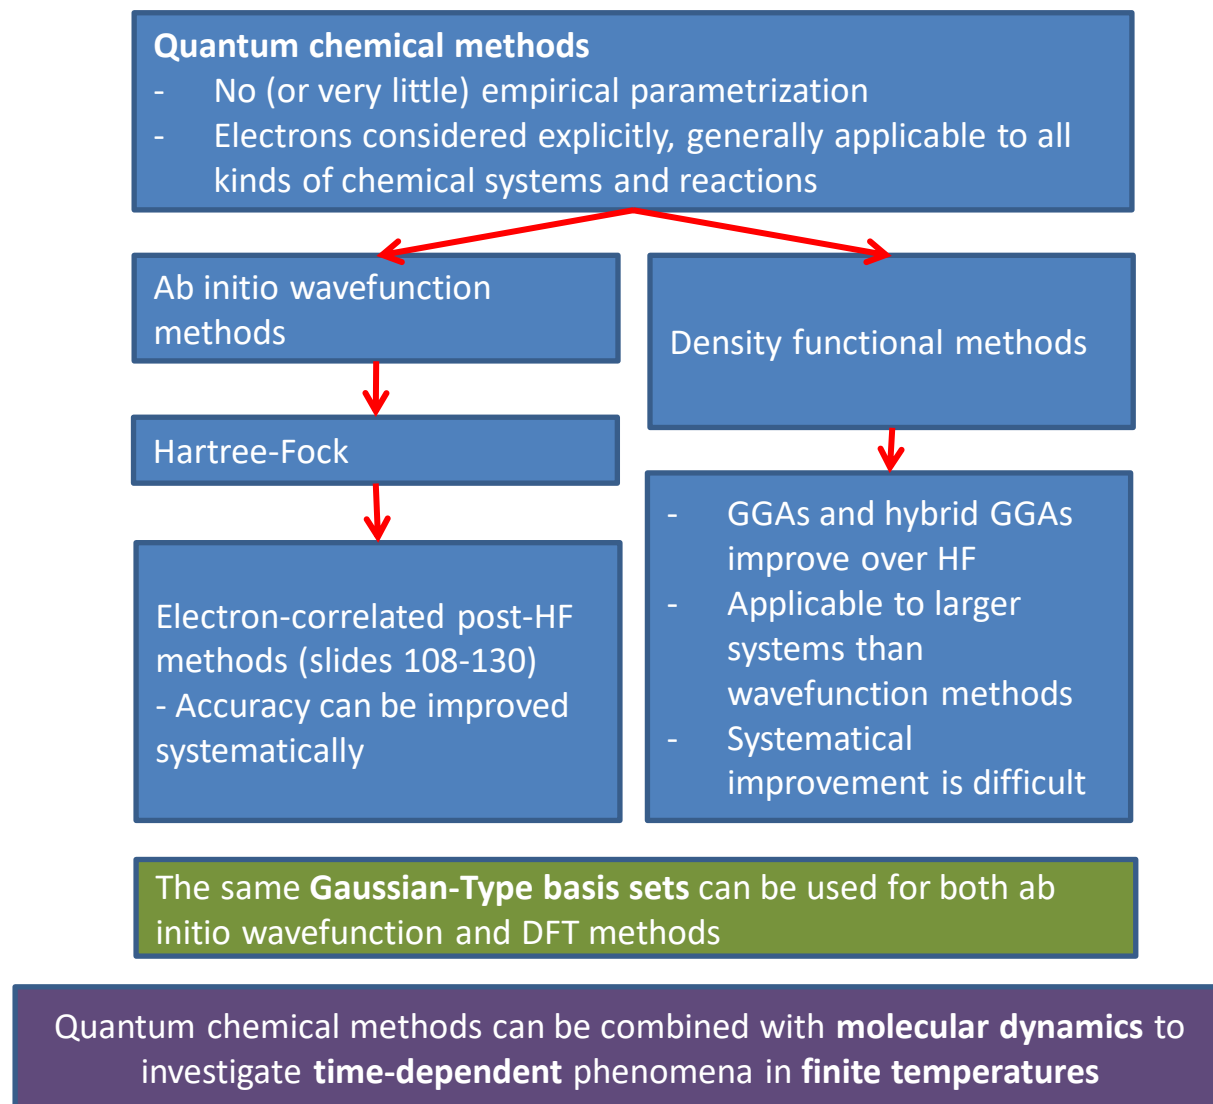 Quantum chemical methods
- No (or very little) empirical parametrization
- Electrons considered explicitly, generally applicable to all
kinds of chemical systems and reactions
Ab initio wavefunction
methods
Density functional methods
Hartree-Fock
Electron-correlated post-HF
methods (slides 108-130)
- Accuracy can be improved
systematically
- GGAs and hybrid GGAs
improve over HF
- Applicable to larger
systems than
wavefunction methods
- Systematical
improvement is difficult
The same Gaussian-Type basis sets can be used for both ab
initio wavefunction and DFT methods
Quantum chemical methods can be combined with molecular dynamics to
investigate time-dependent phenomena in finite temperatures